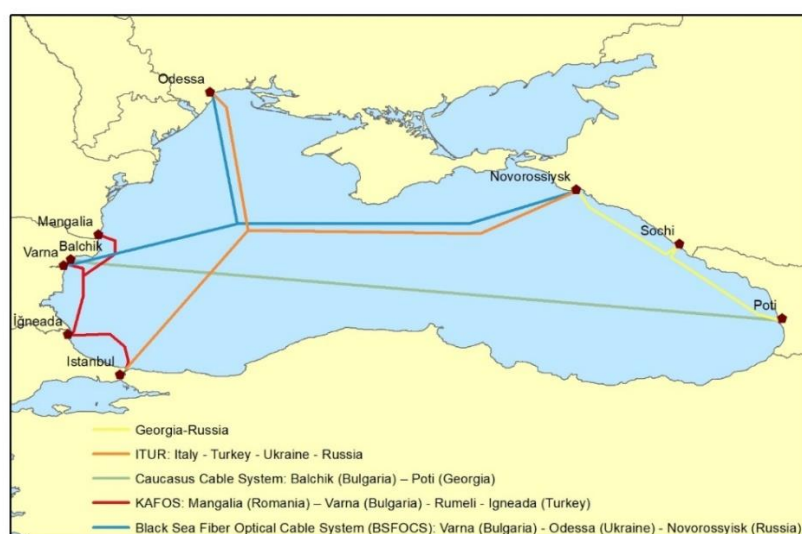 Odessa
Novorossiysk
Mangalia
Sochi
Balchik
Varna
Poti
İğneada
Istanbul
Georgia-Russia
ITUR: Italy - Turkey - Ukraine - Russia
Caucasus Cable System: Balchik (Bulgaria) – Poti (Georgia)
KAFOS: Mangalia (Romania) – Varna (Bulgaria) - Rumeli - Igneada (Turkey)
Black Sea Fiber Optical Cable System (BSFOCS): Varna (Bulgaria) - Odessa (Ukraine) - Novorossyisk (Russia)